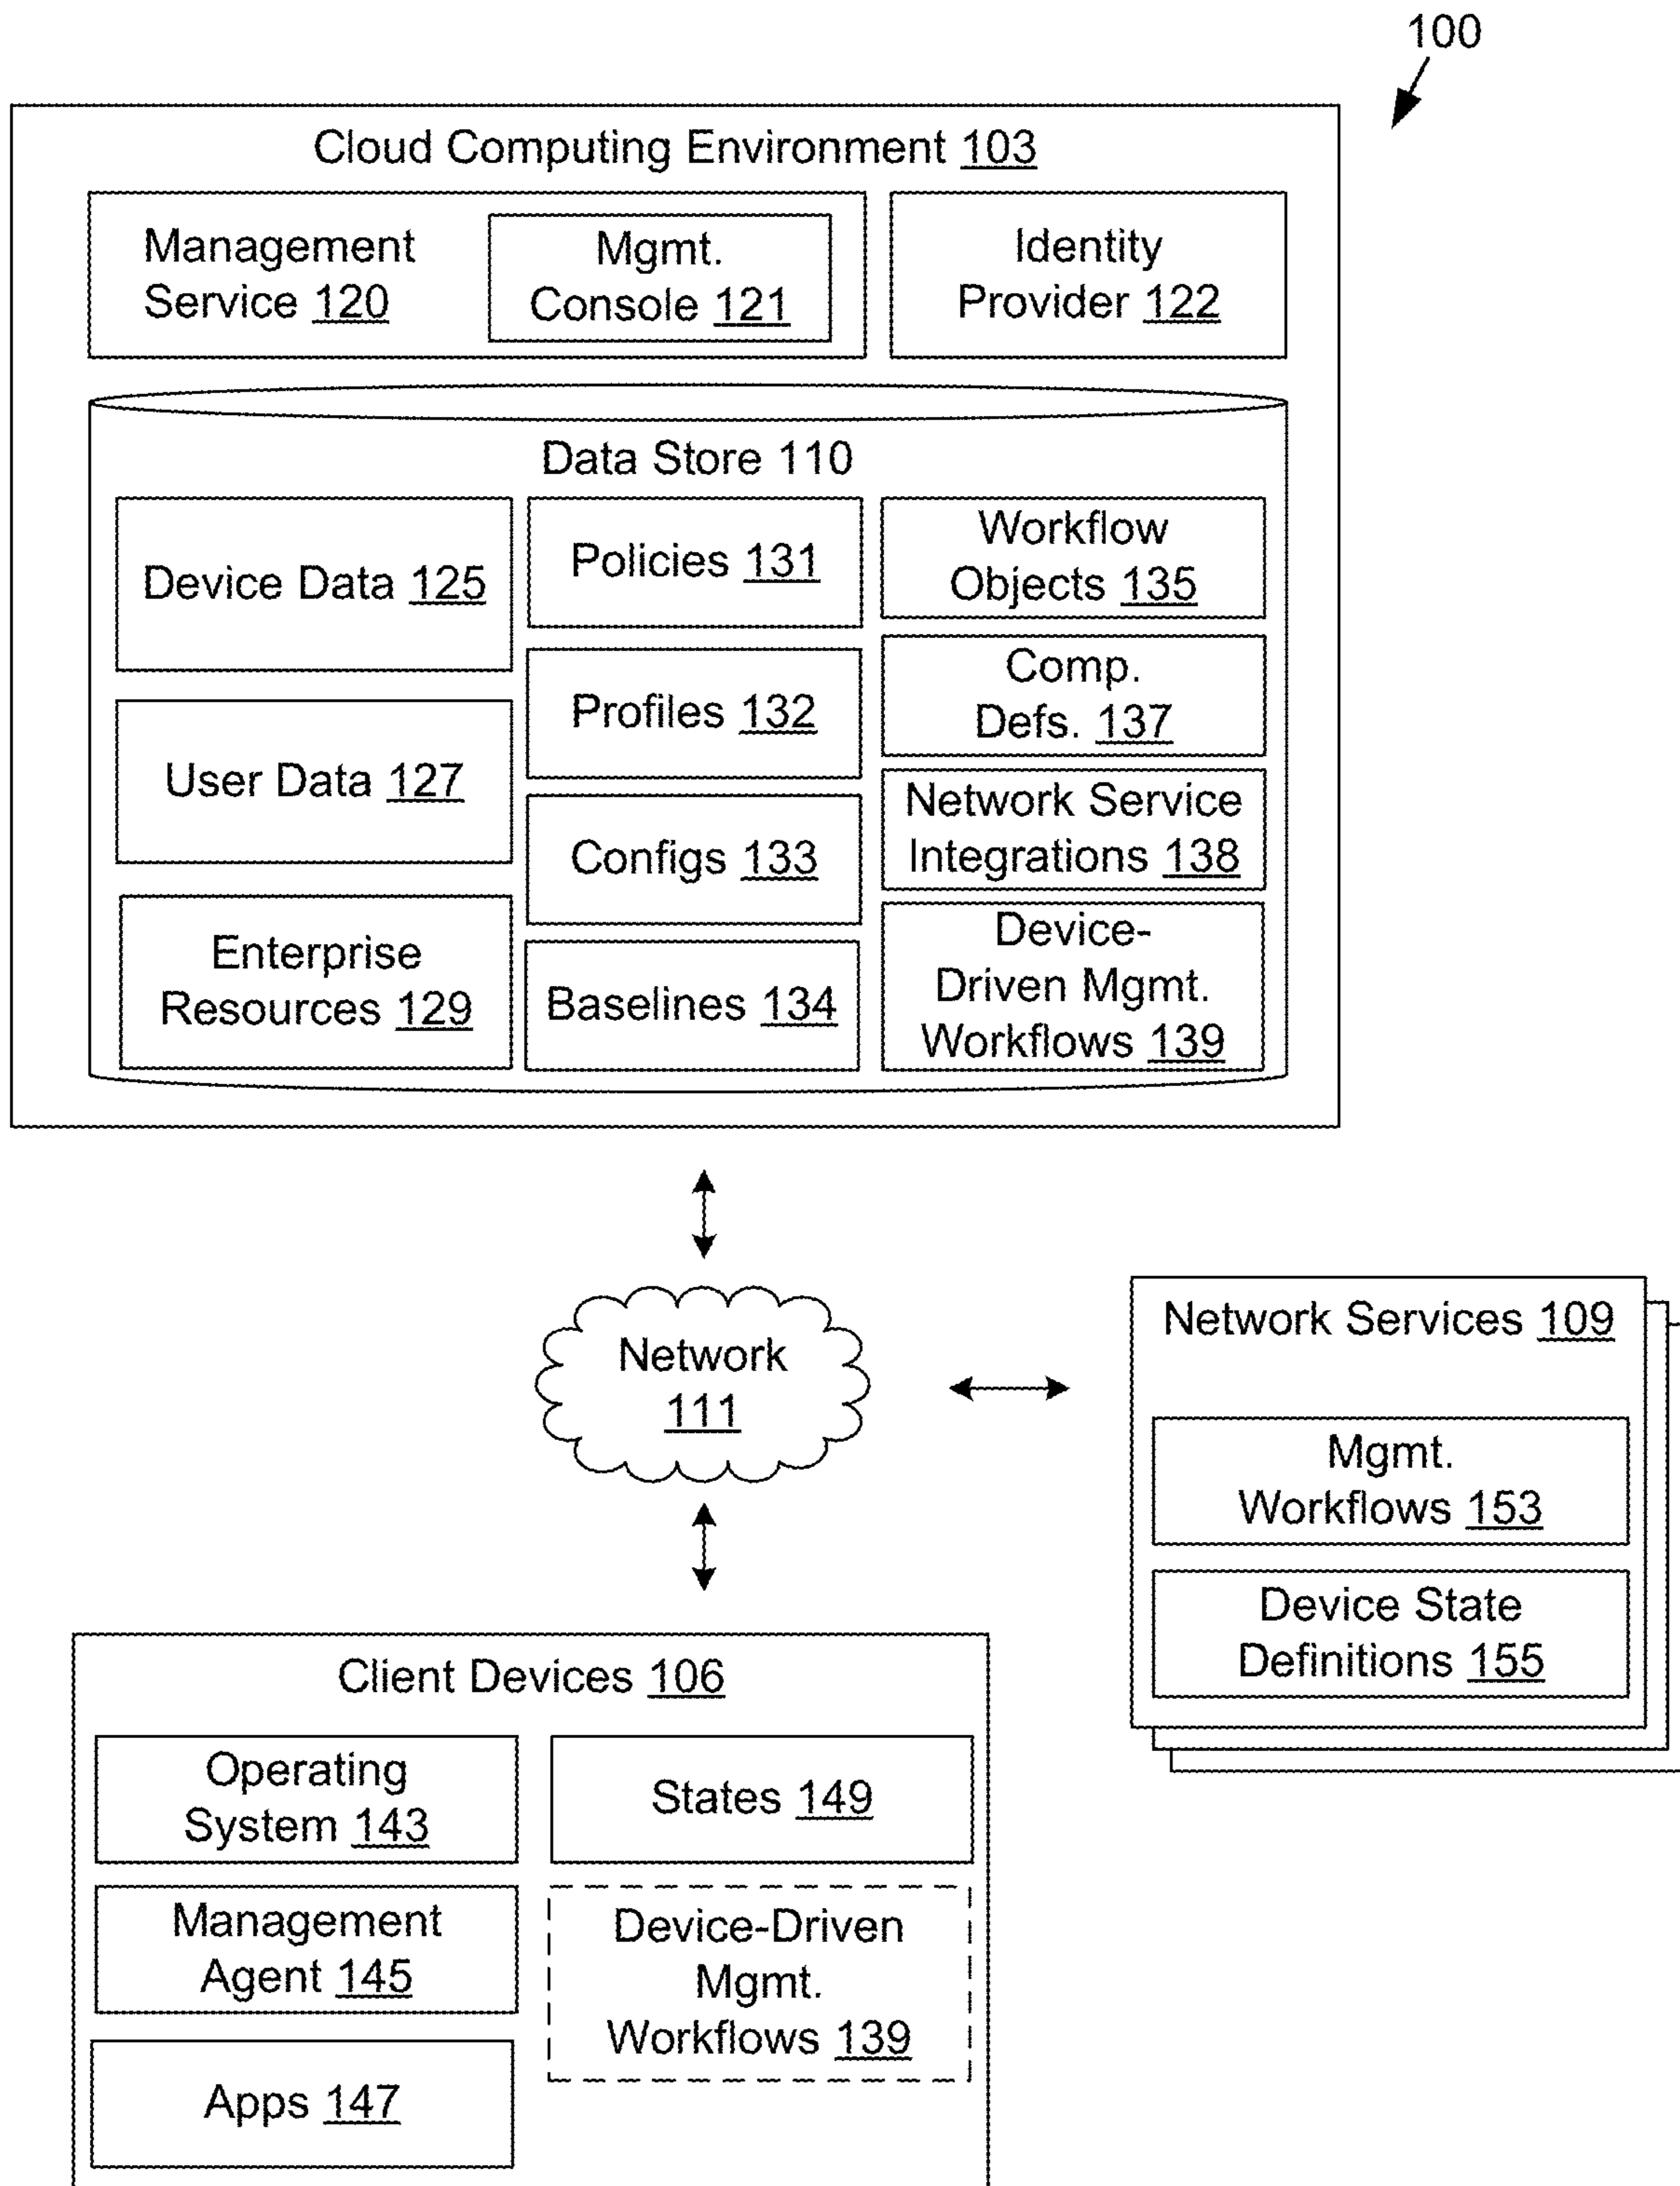 100
Cloud Computing Environment 103
Management
Service 120
Mgmt.
Console 121
Identity
Provider 122
Data Store 110
Device Data 125
User Data 127
Enterprise
Resources 129
Policies 131
Profiles 132
Configs 133
Baselines 134
Workflow
Objects 135
Comp.
Defs. 137
Network Service
Integrations 138
Device-
Driven Mgmt.
Workflows 139
Network
111
Network Services 109
Mgmt.
Workflows 153
Device State
Definitions 155
Client Devices 106
Operating
System 143
Management
Agent 145
Apps 147
States 149
Device-Driven
Mgmt.
Workflows 139